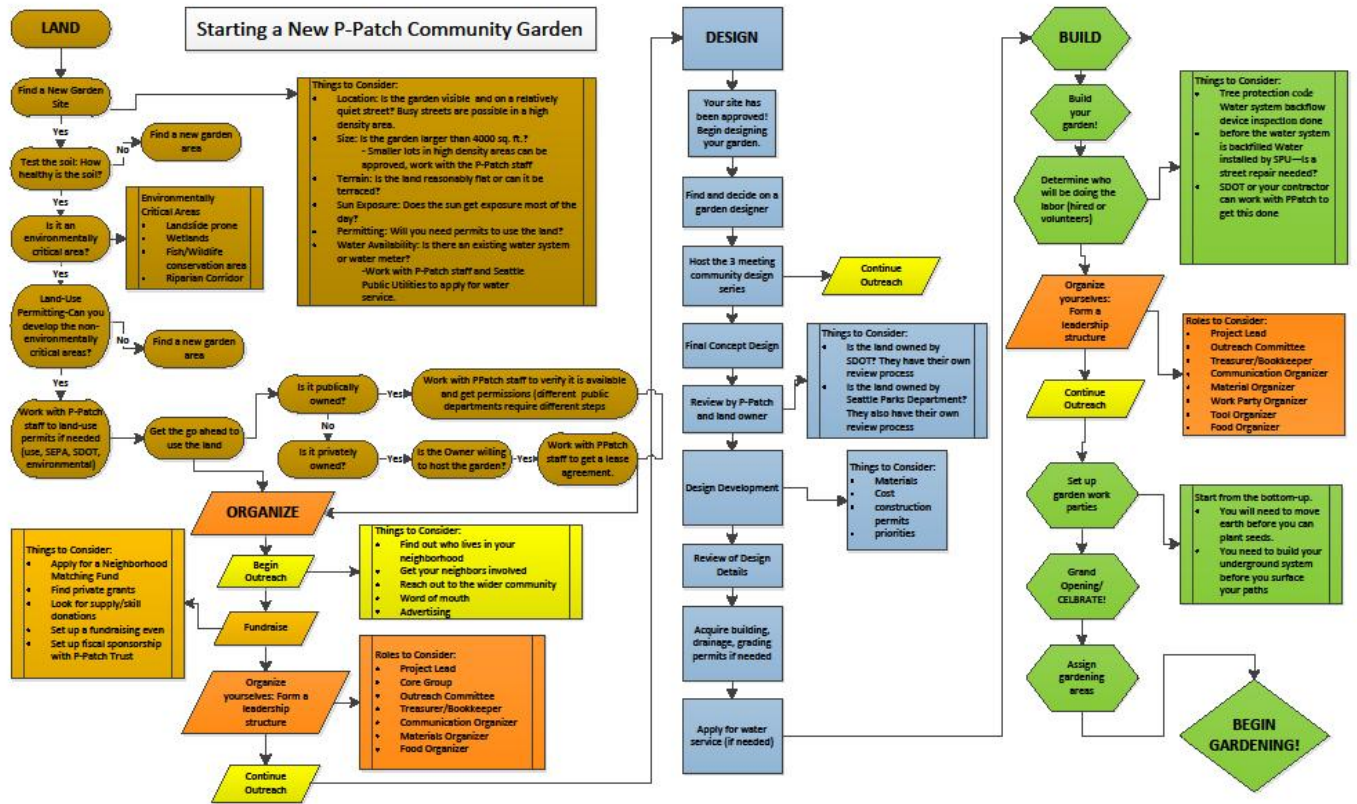 Starting a New P-Patch Community Garden
LAND
Find a New Garden
Site
Yes
Test the soil: How
healthy is the soil?
No
Find a new garden
area
Yes
Is it an
environmentally
critical area?
Environmentally
Critical Areas
• Landslide prone
• Wetlands
• Fish/Wildlife
conservation area
• Riparian Corridor
Yes
Land-Use
Permitting-Can you
develop the non-
environmentally
critical areas?
No
Find a new garden
area
Yes
Work with P-Patch
staff to land-use
permits if needed
(use, SEPA, SDOT,
environmental)
Get the go ahead to
use the land
Things to Consider:
• Location: Is the garden visible and on a relatively
quiet street? Busy streets are possible in a high
density area.
• Size: Is the garden larger than 4000 sq. ft.?
- Smaller lots in high density areas can be
approved, work with the P-Patch staff
• Terrain: Is the land reasonably flat or can it be
terraced?
• Sun Exposure: Does the sun get exposure most of the
day?
• Permitting: Will you need permits to use the land?
• Water Availability: Is there an existing water system
or water meter?
-Work with P-Patch staff and Seattle
Public Utilities to apply for water
service.
Is it publically
owned?
Yes
Work with PPatch staff to verify it is available
and get permissions (different public
departments require different steps
No
Is it privately
owned?
Yes
Is the Owner willing
to host the garden?
Yes
Work with PPatch
staff to get a lease
agreement.
ORGANIZE
Begin
Outreach
Things to Consider:
• Find out who lives in your
neighborhood
• Get your neighbors involved
• Reach out to the wider community
• Word of mouth
• Advertising
Fundraise
Things to Consider:
• Apply for a Neighborhood
Matching Fund
• Find private grants
• Look for supply/skill
donations
• Set up a fundraising even
• Set up fiscal sponsorship
with P-Patch Trust
Organize
yourselves: Form a
leadership
structure
Roles to Consider:
• Project Lead
• Core Group
• Outreach Committee
• Treasurer/Bookkeeper
• Communication Organizer
• Materials Organizer
• Food Organizer
Continue
Outreach
DESIGN
Your site has
been approved!
Begin designing
your garden.
Find and decide on a
garden designer
Host the 3 meeting
community design
series
Continue
Outreach
Final Concept Design
Review by P-Patch
and land owner
Things to Consider:
• Is the land owned by
SDOT? They have their own
review process
• Is the land owned by
Seattle Parks Department?
They also have their own
review process
Design Development
Things to Consider:
• Materials
• Cost
• construction
permits
• priorities
Review of Design
Details
Acquire building,
drainage, grading
permits if needed
Apply for water
service (if needed)
BUILD
Build
your
garden!
Determine who
will be doing the
labor (hired or
volunteers)
Things to Consider:
• Tree protection code
Water system backflow
device inspection done
before the water system
is backfilled Water
installed by SPU—Is a
street repair needed?
• SDOT or your contractor
can work with PPatch to
get this done
Organize
yourselves:
Form a
leadership
structure
Roles to Consider:
• Project Lead
• Outreach Committee
• Treasurer/Bookkeeper
• Communication Organizer
• Material Organizer
• Work Party Organizer
• Tool Organizer
• Food Organizer
Continue
Outreach
Set up
garden work
parties
Start from the bottom-up.
• You will need to move
earth before you can
plant seeds.
• You need to build your
underground system
before you surface
your paths
Grand
Opening/
CELBRATE!
Assign
gardening
areas
BEGIN
GARDENING!